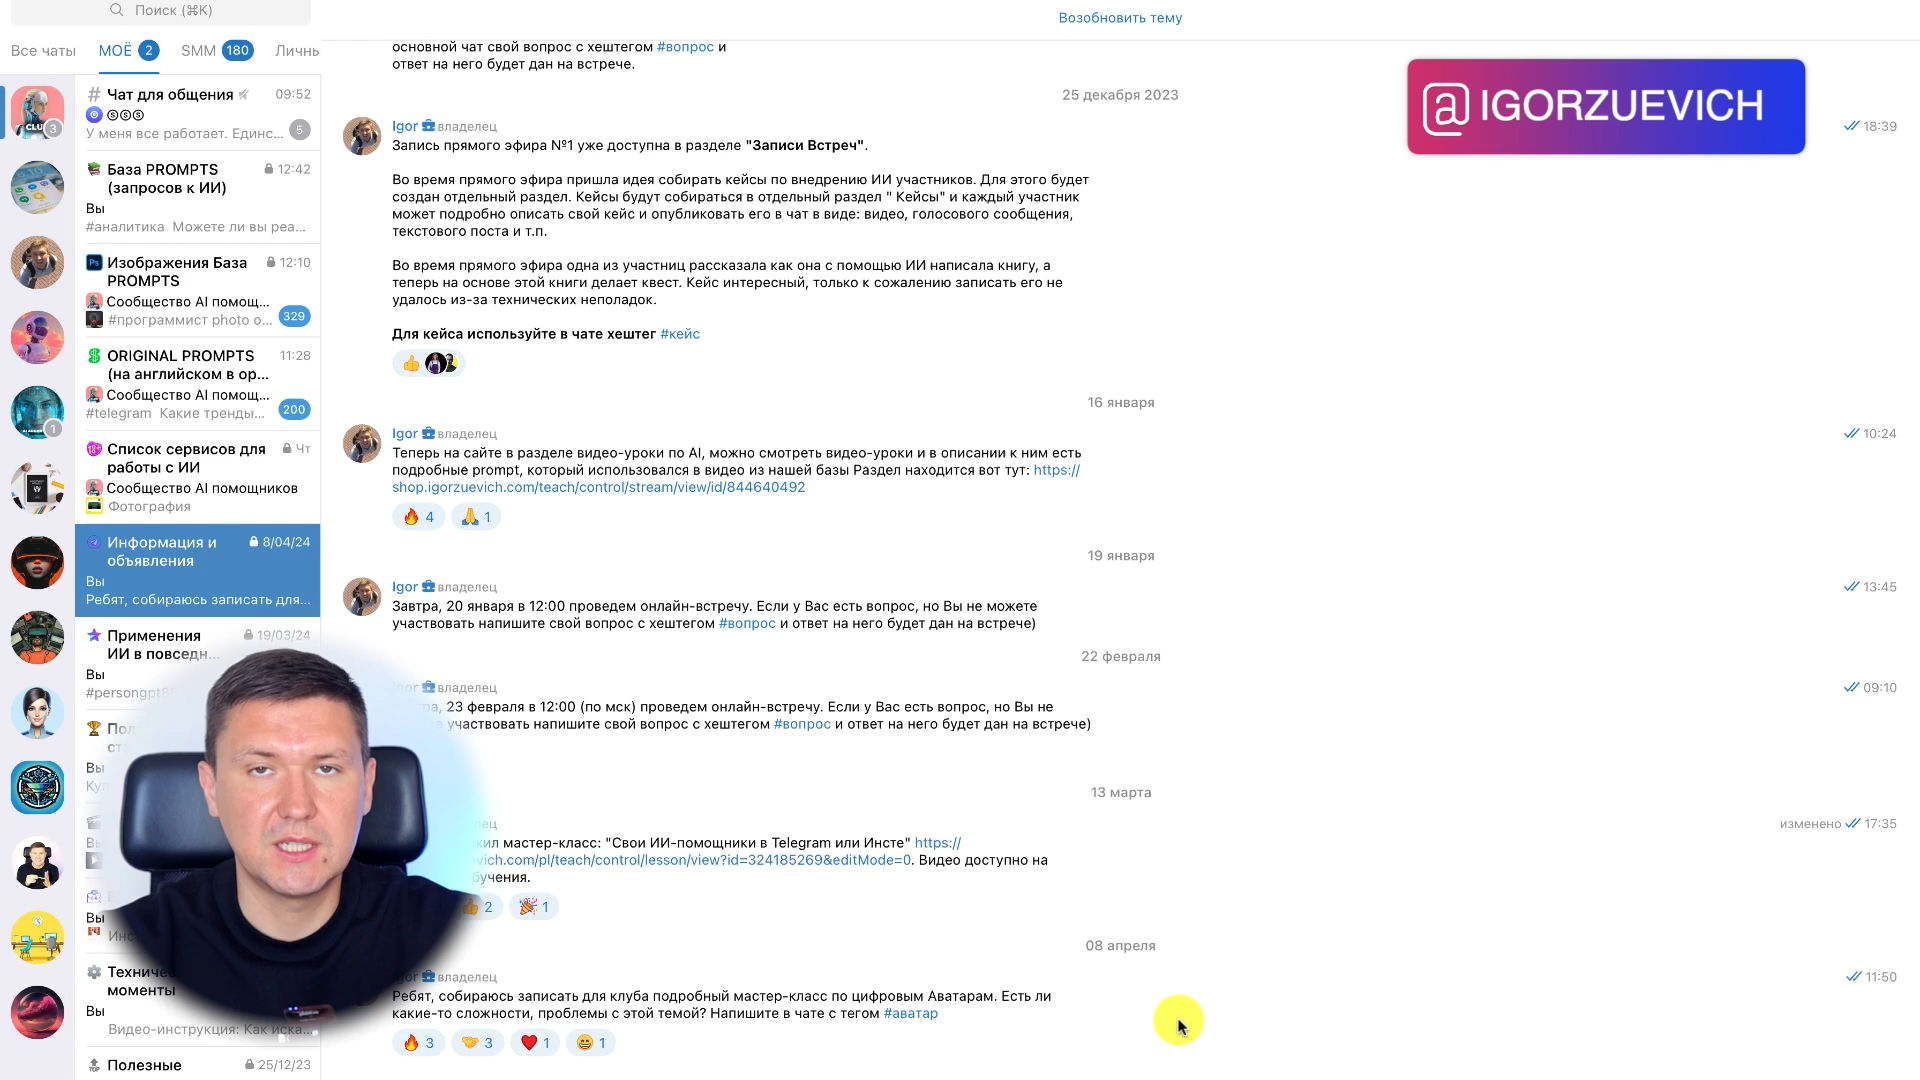 Поиск (⌘K)
Все чаты МОЁ 2 SMM 180 Личнь
# Чат для общения 09:52
У меня все работает. Единс... 5
База PROMPTS 12:42
(запросов к ИИ)
Вы
#аналитика Можете ли вы реа...
Изображения База 12:10
PROMPTS
Сообщество AI помощ...
#программист photo o... 329
ORIGINAL PROMPTS 11:28
(на английском в ор...
Сообщество AI помощ...
#telegram Какие тренды... 200
Список сервисов для Чт
работы с ИИ
Сообщество AI помощников
Фотография
Информация и 8/04/24
объявления
Вы
Ребят, собираюсь записать для...
Применения 19/03/24
ИИ в повседн...
Вы
#persongpt
Вы
Вы
Технич
моменты
Вы
Видео-инструкция: Как иска...
Полезные 25/12/23
CLU 3
1
Возобновить тему
основной чат свой вопрос с хештегом #вопрос и
ответ на него будет дан на встрече.
25 декабря 2023
Igor владелец 18:39
Запись прямого эфира №1 уже доступна в разделе "Записи Встреч".
Во время прямого эфира пришла идея собирать кейсы по внедрению ИИ участников. Для этого будет
создан отдельный раздел. Кейсы будут собираться в отдельный раздел " Кейсы" и каждый участник
может подробно описать свой кейс и опубликовать его в чат в виде: видео, голосового сообщения,
текстового поста и т.п.
Во время прямого эфира одна из участниц рассказала как она с помощью ИИ написала книгу, а
теперь на основе этой книги делает квест. Кейс интересный, только к сожалению записать его не
удалось из-за технических неполадок.
Для кейса используйте в чате хештег #кейс
16 января
Igor владелец 10:24
Теперь на сайте в разделе видео-уроки по AI, можно смотреть видео-уроки и в описании к ним есть
подробные prompt, который использовался в видео из нашей базы Раздел находится вот тут: https://
shop.igorzuevich.com/teach/control/stream/view/id/844640492
🔥 4 🙏 1
19 января
Igor владелец 13:45
Завтра, 20 января в 12:00 проведем онлайн-встречу. Если у Вас есть вопрос, но Вы не можете
участвовать напишите свой вопрос с хештегом #вопрос и ответ на него будет дан на встрече)
22 февраля
владелец 09:10
23 февраля в 12:00 (по мск) проведем онлайн-встречу. Если у Вас есть вопрос, но Вы не
участвовать напишите свой вопрос с хештегом #вопрос и ответ на него будет дан на встрече)
13 марта
изменено 17:35
мастер-класс: "Свои ИИ-помощники в Telegram или Инсте" https://
vich.com/pl/teach/control/lesson/view?id=324185269&editMode=0. Видео доступно на
бучения.
👍 2 🎉 1
08 апреля
владелец 11:50
Ребят, собираюсь записать для клуба подробный мастер-класс по цифровым Аватарам. Есть ли
какие-то сложности, проблемы с этой темой? Напишите в чате с тегом #аватар
🔥 3 🤝 3 ❤️ 1 😁 1
@IGORZUEVICH